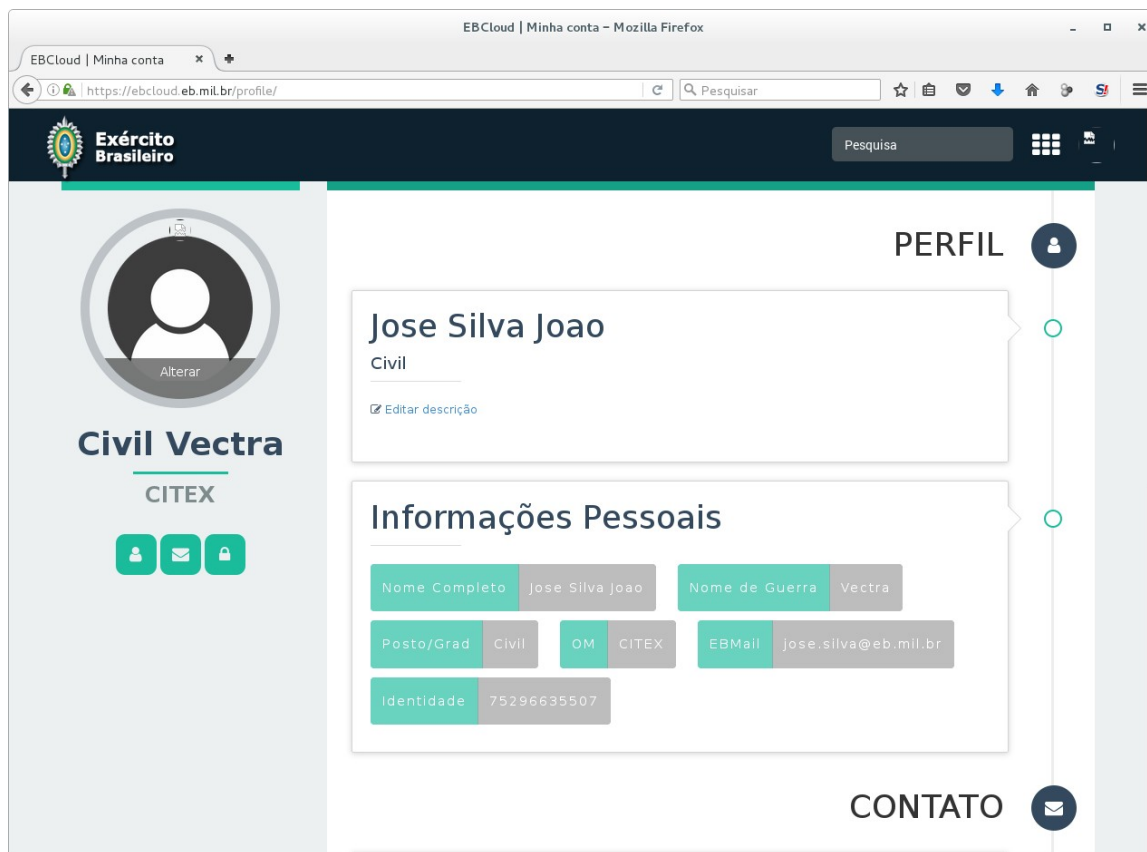 EBCloud | Minha conta – Mozilla Firefox
EBCloud | Minha conta
https://ebcloud.eb.mil.br/profile/
Pesquisar
Exército
Brasileiro
Pesquisa
Alterar
Civil Vectra
CITEX
PERFIL
Jose Silva Joao
Civil
Editar descrição
Informações Pessoais
Nome Completo Jose Silva Joao Nome de Guerra Vectra
Posto/Grad Civil OM CITEX EBMail jose.silva@eb.mil.br
Identidade 75296635507
CONTATO